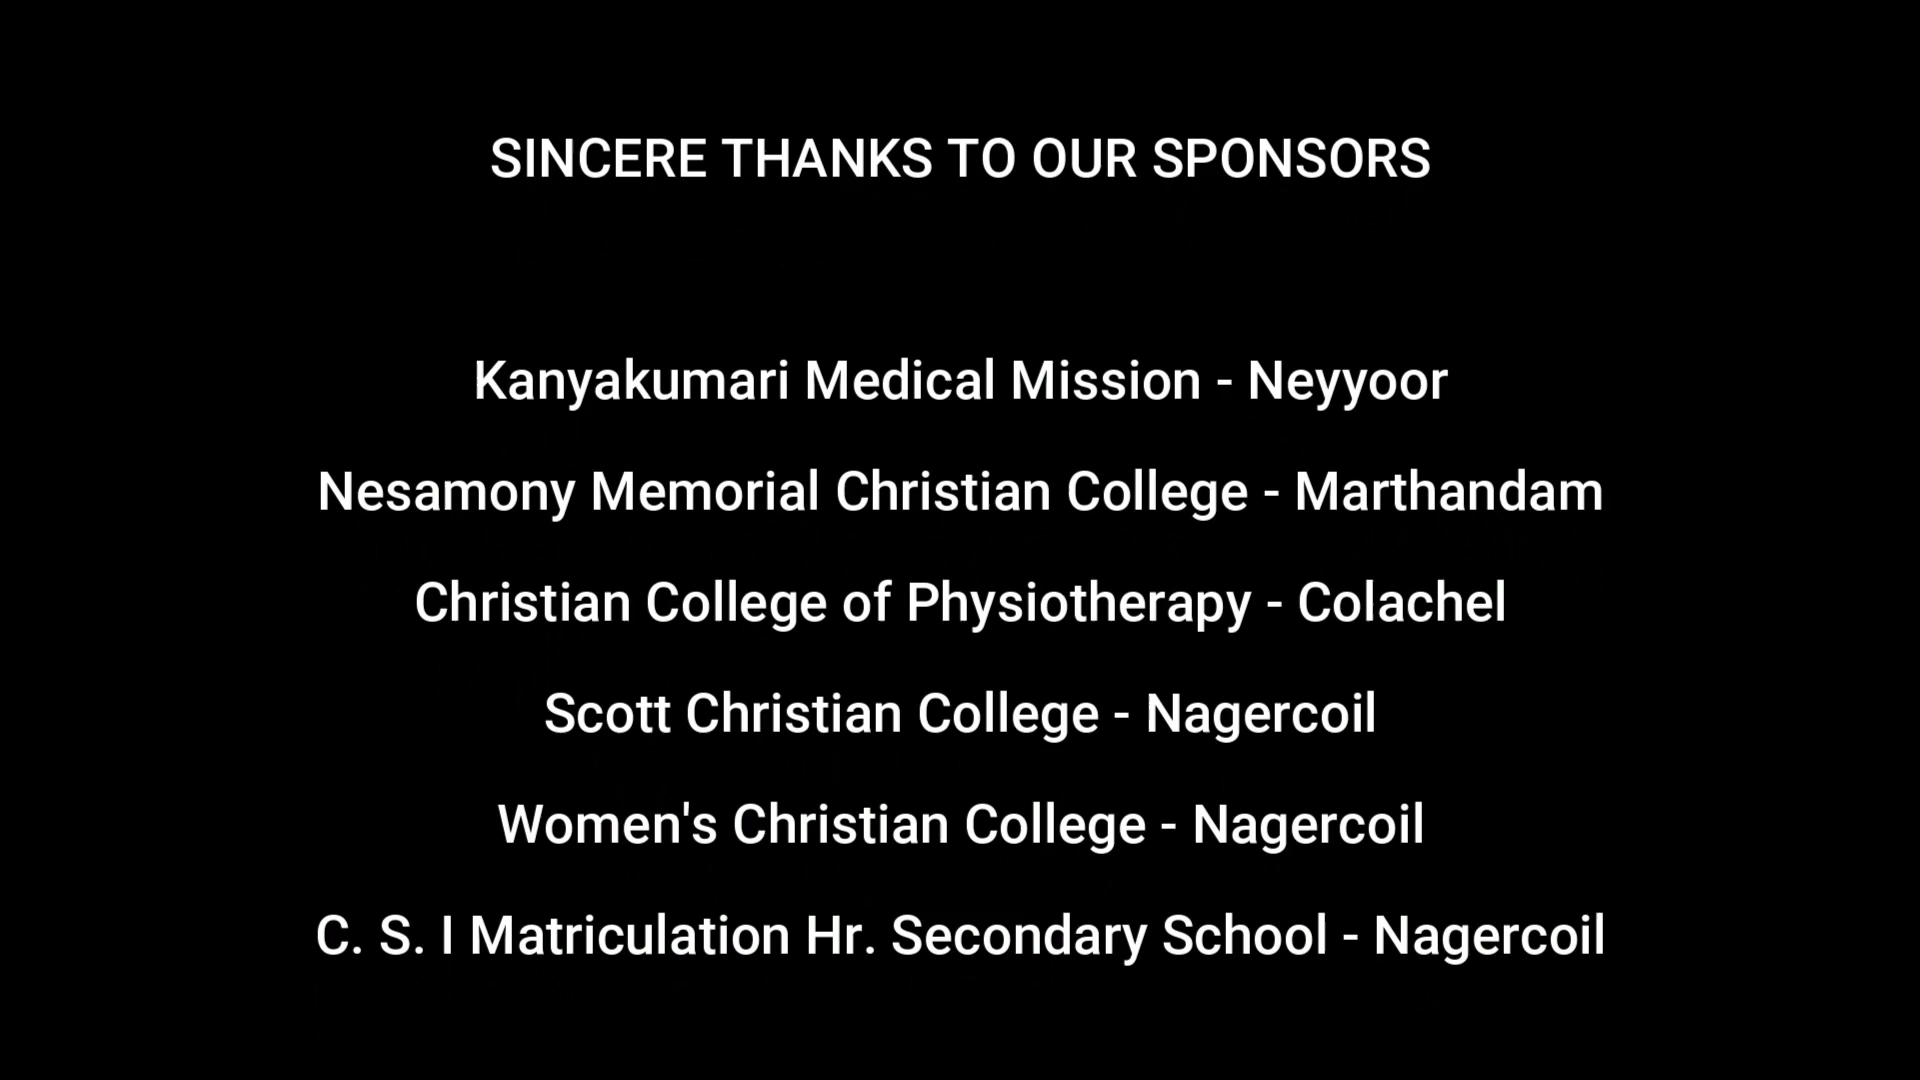 SINCERE THANKS TO OUR SPONSORS
Kanyakumari Medical Mission - Neyyoor
Nesamony Memorial Christian College - Marthandam
Christian College of Physiotherapy - Colachel
Scott Christian College - Nagercoil
Women's Christian College - Nagercoil
C. S. I Matriculation Hr. Secondary School - Nagercoil